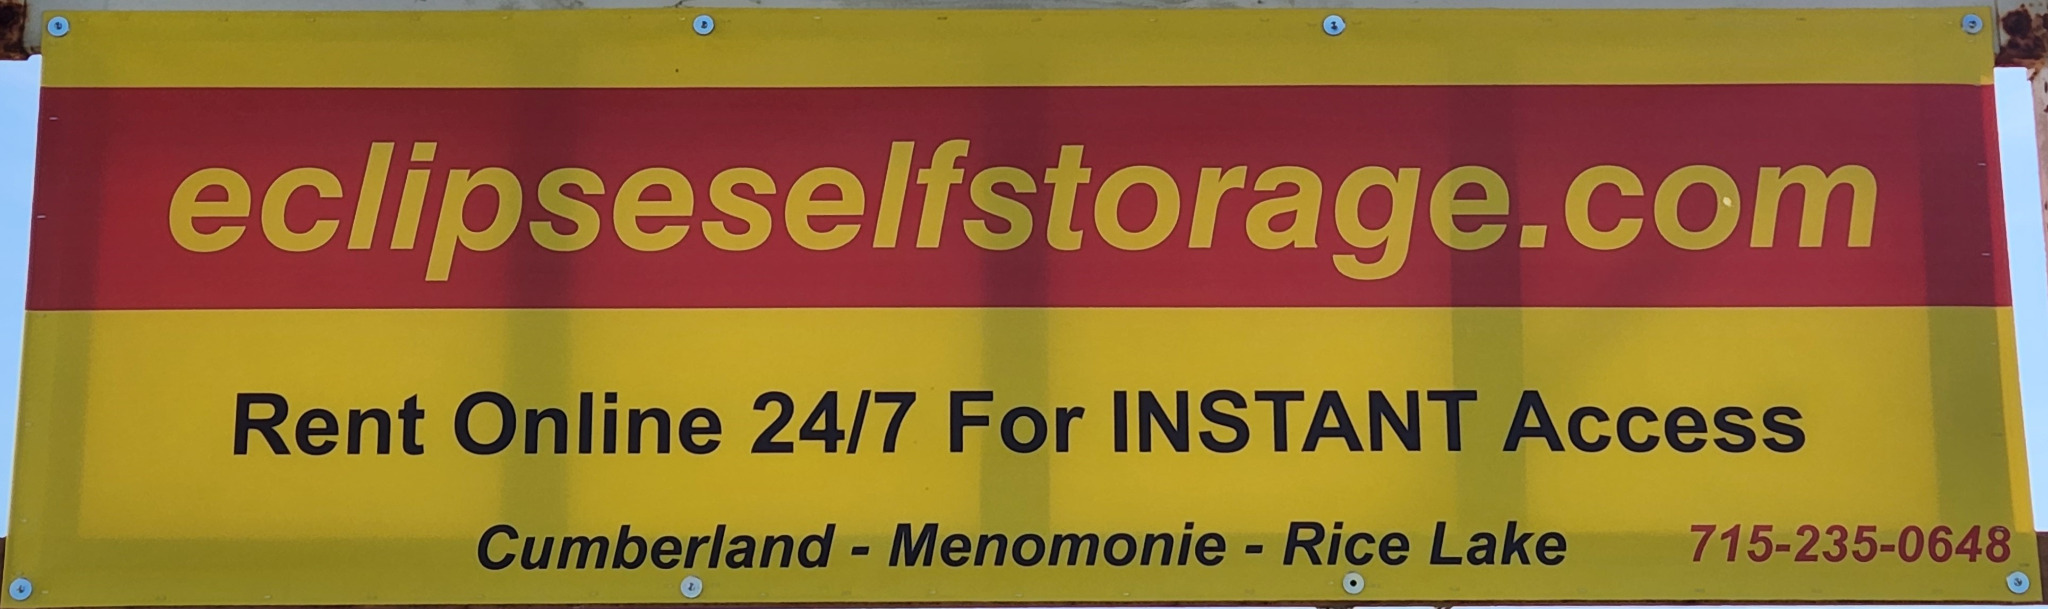 eclipseselfstorage.com
Rent Online 24/7 For INSTANT Access
Cumberland - Menomonie - Rice Lake 715-235-0648